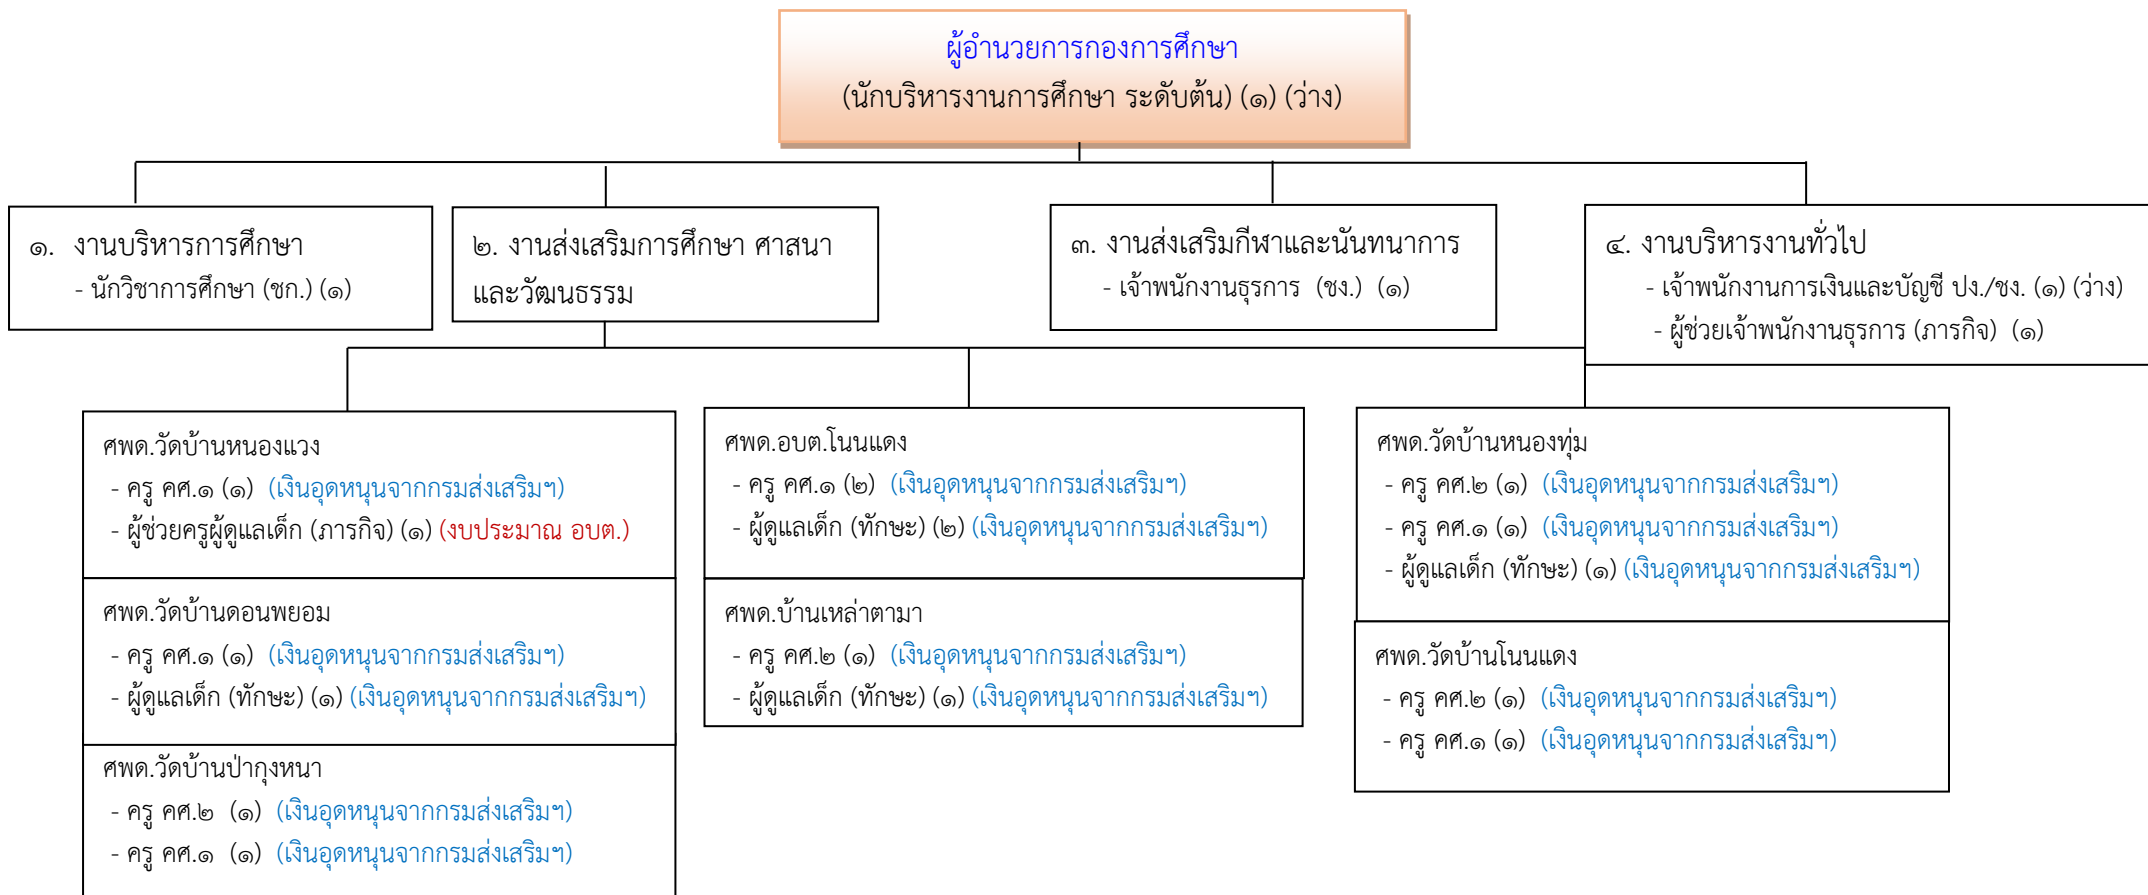 ผู้อำนวยการกองการศึกษา
(นักบริหารงานการศึกษา ระดับต้น) (๑) (ว่าง)
๑. งานบริหารการศึกษา
- นักวิชาการศึกษา (ชก.) (๑)
๒. งานส่งเสริมการศึกษา ศาสนา
และวัฒนธรรม
๓. งานส่งเสริมกีฬาและนันทนาการ
- เจ้าพนักงานธุรการ (ชง.) (๑)
๔. งานบริหารงานทั่วไป
- เจ้าพนักงานการเงินและบัญชี ปง./ชง. (๑) (ว่าง)
- ผู้ช่วยเจ้าพนักงานธุรการ (ภารกิจ) (๑)
ศพด.วัดบ้านหนองแวง
- ครู คศ.๑ (๑) (เงินอุดหนุนจากกรมส่งเสริมฯ)
- ผู้ช่วยครูผู้ดูแลเด็ก (ภารกิจ) (๑) (งบประมาณ อบต.)
ศพด.วัดบ้านดอนพยอม
- ครู คศ.๑ (๑) (เงินอุดหนุนจากกรมส่งเสริมฯ)
- ผู้ดูแลเด็ก (ทักษะ) (๑) (เงินอุดหนุนจากกรมส่งเสริมฯ)
ศพด.วัดบ้านป่ากุงหนา
- ครู คศ.๒ (๑) (เงินอุดหนุนจากกรมส่งเสริมฯ)
- ครู คศ.๑ (๑) (เงินอุดหนุนจากกรมส่งเสริมฯ)
ศพด.อบต.โนนแดง
- ครู คศ.๑ (๒) (เงินอุดหนุนจากกรมส่งเสริมฯ)
- ผู้ดูแลเด็ก (ทักษะ) (๒) (เงินอุดหนุนจากกรมส่งเสริมฯ)
ศพด.บ้านเหล่าตามา
- ครู คศ.๒ (๑) (เงินอุดหนุนจากกรมส่งเสริมฯ)
- ผู้ดูแลเด็ก (ทักษะ) (๑) (เงินอุดหนุนจากกรมส่งเสริมฯ)
ศพด.วัดบ้านหนองทุ่ม
- ครู คศ.๒ (๑) (เงินอุดหนุนจากกรมส่งเสริมฯ)
- ครู คศ.๑ (๑) (เงินอุดหนุนจากกรมส่งเสริมฯ)
- ผู้ดูแลเด็ก (ทักษะ) (๑) (เงินอุดหนุนจากกรมส่งเสริมฯ)
ศพด.วัดบ้านโนนแดง
- ครู คศ.๒ (๑) (เงินอุดหนุนจากกรมส่งเสริมฯ)
- ครู คศ.๑ (๑) (เงินอุดหนุนจากกรมส่งเสริมฯ)